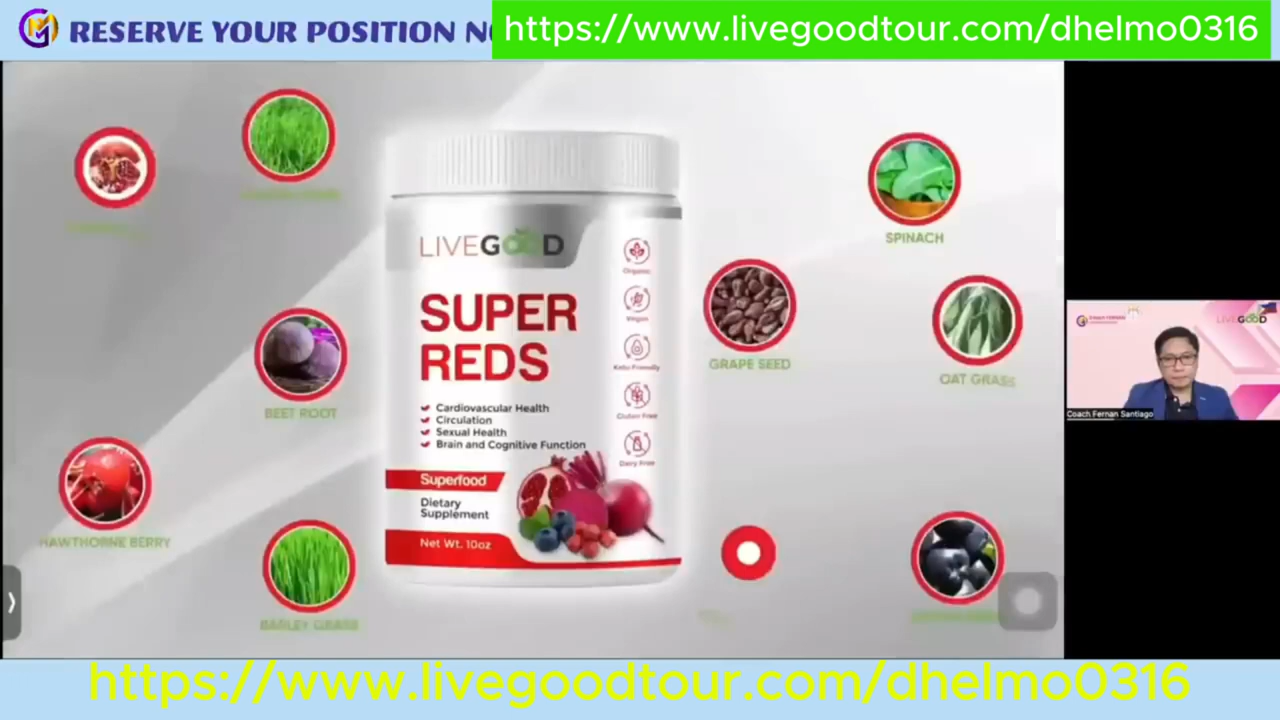 RESERVE YOUR POSITION
https://www.livegoodtour.com/dhelmo0316
LIVEGOOD
SUPER
REDS
Cardiovascular Health
Circulation
Sexual Health
Brain and Cognitive Function
Superfood
Dietary
Supplement
Net Wt. 10oz
Organic
Vegan
Keto Friendly
Gluten Free
Dairy Free
BEET ROOT
HAWTHORNE BERRY
BARLEY GRASS
SPINACH
GRAPE SEED
OAT GRASS
LIVEGOOD
Coach Fernan Santiago
https://www.livegoodtour.com/dhelmo0316